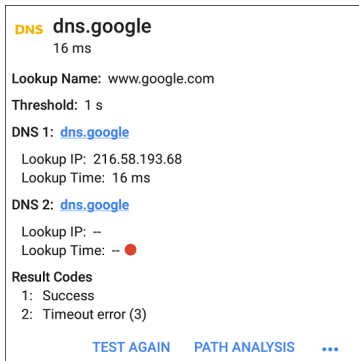 DNS dns.google
16 ms
Lookup Name: www.google.com
Threshold: 1 s
DNS 1: dns.google
Lookup IP: 216.58.193.68
Lookup Time: 16 ms
DNS 2: dns.google
Lookup IP: --
Lookup Time: --
Result Codes
1: Success
2: Timeout error (3)
TEST AGAIN PATH ANALYSIS •••